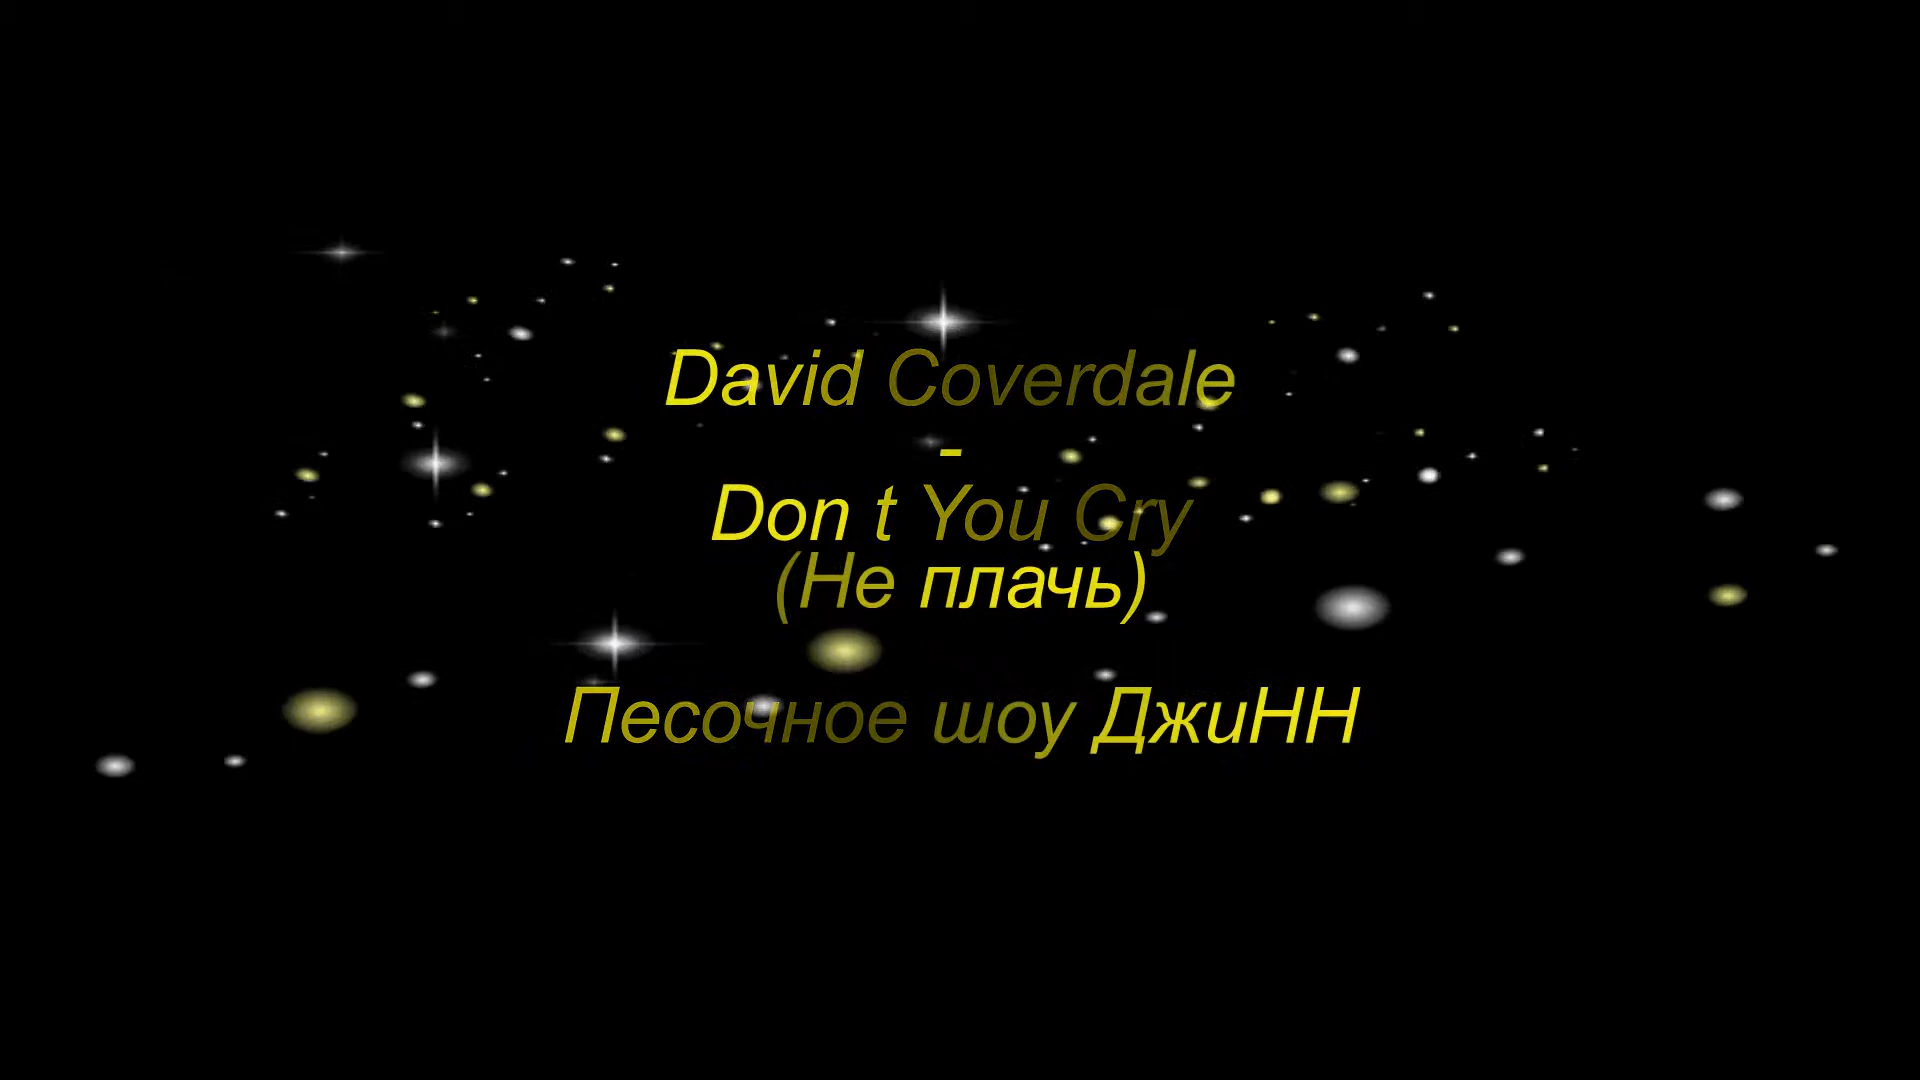 David Coverdale
-
Don t You Cry
(Не плачь)
Песочное шоу ДжиНН